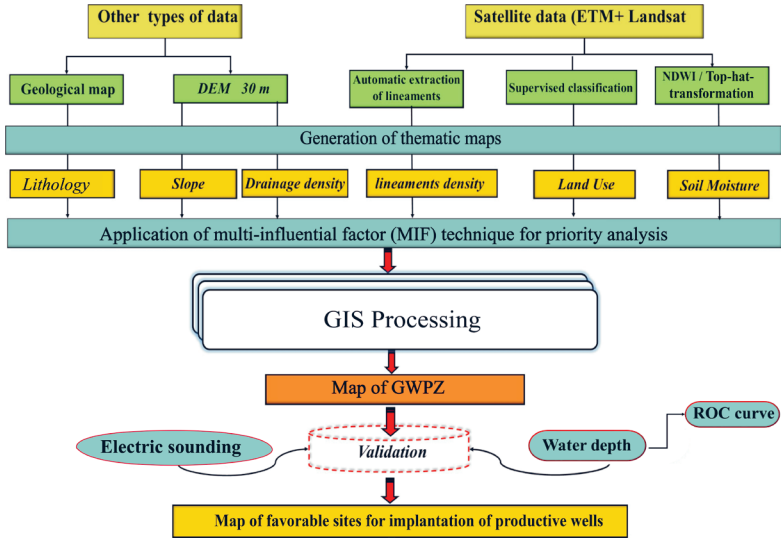 Other types of data
Satellite data (ETM+ Landsat
Geological map
DEM 30 m
Automatic extraction
of lineaments
Supervised classification
NDWI / Top-hat-
transformation
Generation of thematic maps
Lithology
Slope
Drainage density
lineaments density
Land Use
Soil Moisture
Application of multi-influential factor (MIF) technique for priority analysis
GIS Processing
Map of GWPZ
ROC curve
Electric sounding
Validation
Water depth
Map of favorable sites for implantation of productive wells